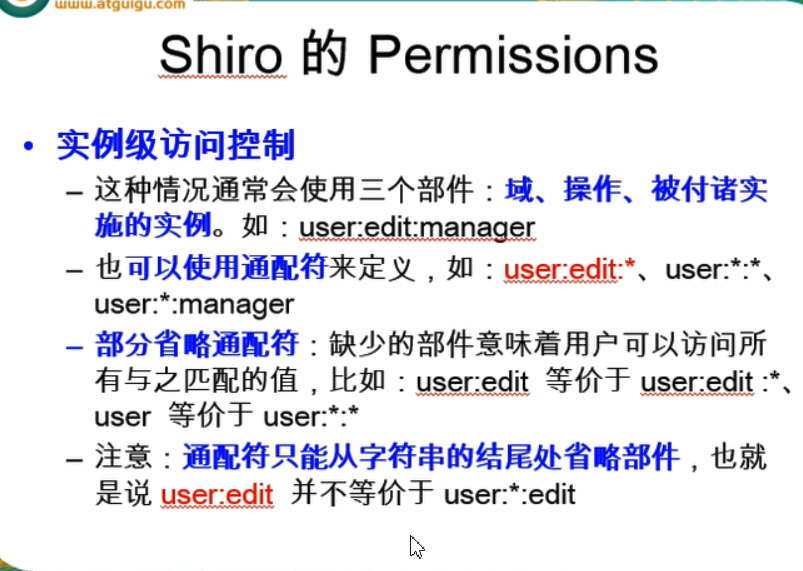 www.atguigu.com
Shiro 的 Permissions
• 实例级访问控制
– 这种情况通常会使用三个部件：域、操作、被付诸实
施的实例。如：user:edit:manager
– 也可以使用通配符来定义，如：user:edit:*、user:*:*、
user:*:manager
– 部分省略通配符：缺少的部件意味着用户可以访问所
有与之匹配的值，比如：user:edit 等价于 user:edit :*、
user 等价于 user:*:*
– 注意：通配符只能从字符串的结尾处省略部件，也就
是说 user:edit 并不等价于 user:*:edit